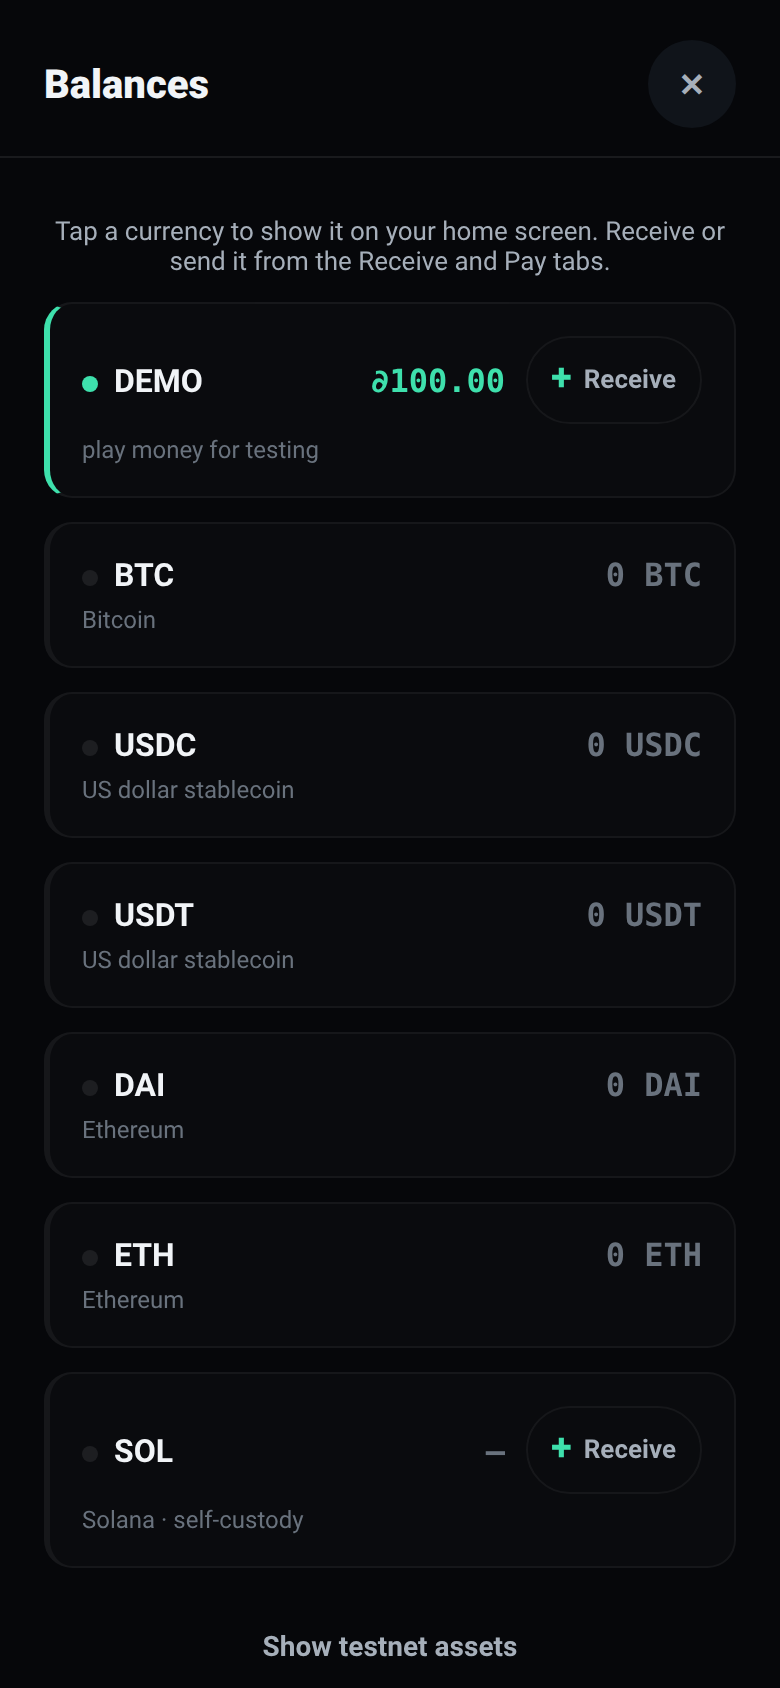 Balances
×
Tap a currency to show it on your home screen. Receive or
send it from the Receive and Pay tabs.
DEMO ∂100.00 + Receive
play money for testing
BTC 0 BTC
Bitcoin
USDC 0 USDC
US dollar stablecoin
USDT 0 USDT
US dollar stablecoin
DAI 0 DAI
Ethereum
ETH 0 ETH
Ethereum
SOL – + Receive
Solana · self-custody
Show testnet assets